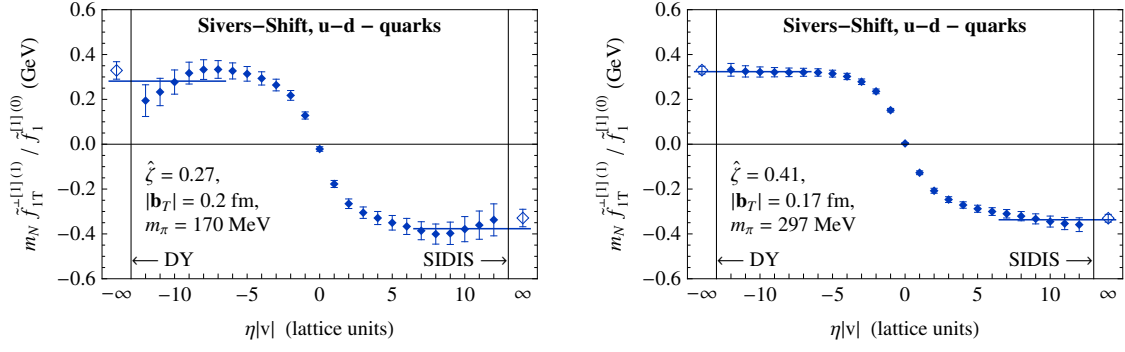 Sivers−Shift, u−d − quarks
m_N f̃_1T^⊥[1](1) / f̃_1^[1](0) (GeV)
0.6
0.4
0.2
0.0
−0.2
−0.4
−0.6
ζ̂ = 0.27,
|b_T| = 0.2 fm,
m_π = 170 MeV
← DY
SIDIS →
−∞ −10 0 10 ∞
η|v| (lattice units)
Sivers−Shift, u−d − quarks
m_N f̃_1T^⊥[1](1) / f̃_1^[1](0) (GeV)
0.6
0.4
0.2
0.0
−0.2
−0.4
−0.6
ζ̂ = 0.41,
|b_T| = 0.17 fm,
m_π = 297 MeV
← DY
SIDIS →
−∞ −10 0 10 ∞
η|v| (lattice units)